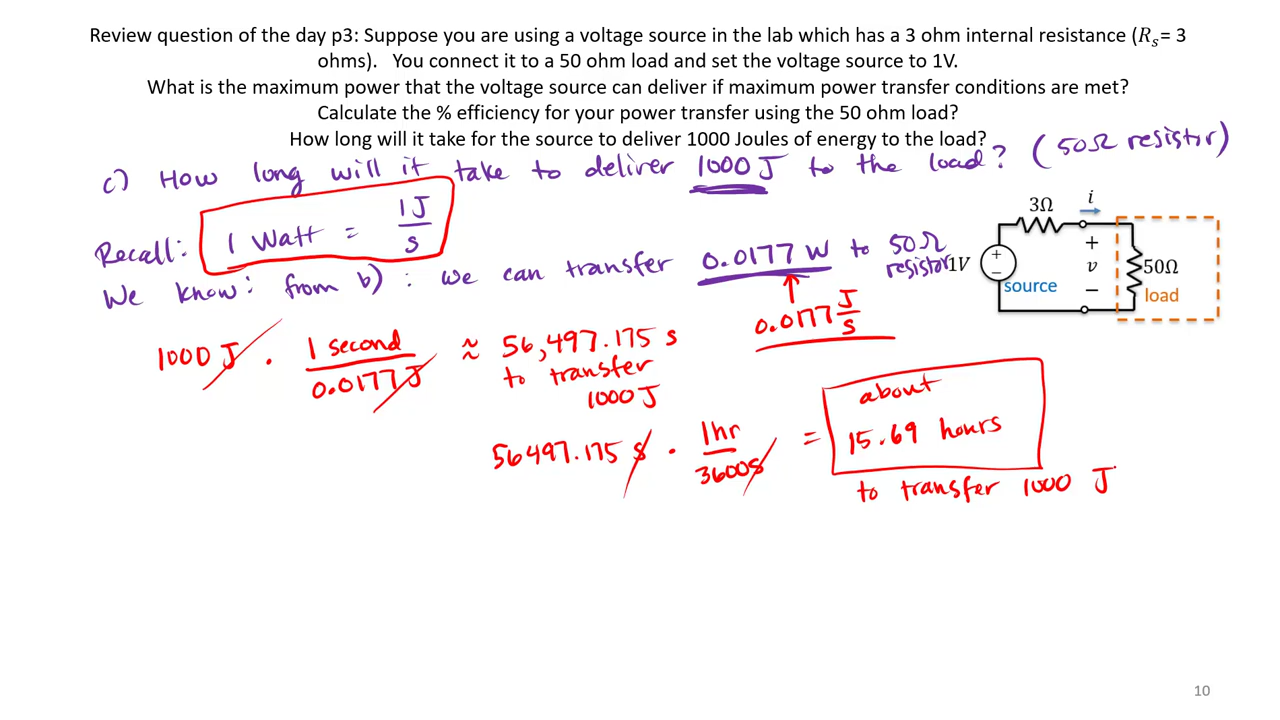 Review question of the day p3: Suppose you are using a voltage source in the lab which has a 3 ohm internal resistance (Rₛ= 3
ohms). You connect it to a 50 ohm load and set the voltage source to 1V.
What is the maximum power that the voltage source can deliver if maximum power transfer conditions are met?
Calculate the % efficiency for your power transfer using the 50 ohm load?
How long will it take for the source to deliver 1000 Joules of energy to the load?
c) How long will it take to deliver 1000 J to the load? (50Ω resistor)
Recall: 1 Watt = 1J/s
We know: from b) : we can transfer 0.0177 W to 50Ω resistor
0.0177 J/s
1000 J · 1 second/0.0177 J ≈ 56,497.175 s
to transfer
1000 J
56497.175 s · 1hr/3600s = about
15.69 hours
to transfer 1000 J
3Ω
i
1V
+
−
source
+
v
−
50Ω
load
10